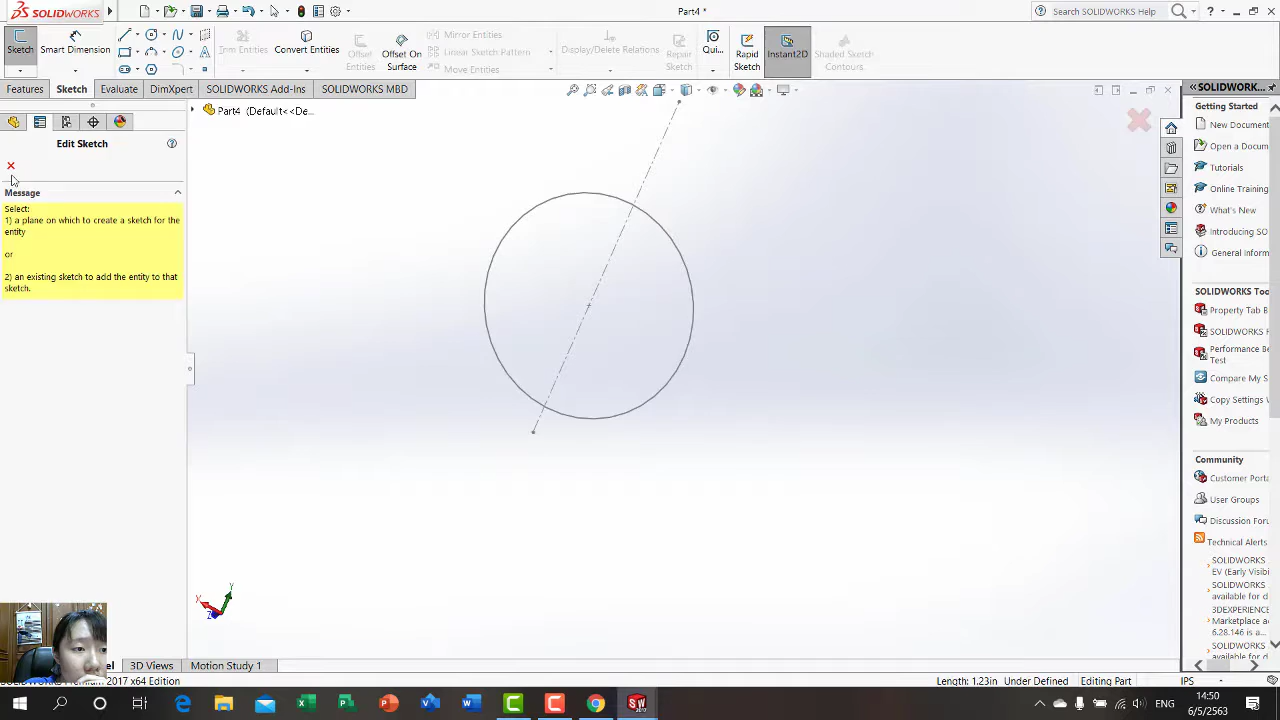 SOLIDWORKS
Part4 *
Search SOLIDWORKS Help
Sketch
Smart Dimension
Trim Entities
Convert Entities
Offset
Entities
Offset On
Surface
Mirror Entities
Linear Sketch Pattern
Move Entities
Display/Delete Relations
Repair
Sketch
Qui...
Rapid
Sketch
Instant2D
Shaded Sketch
Contours
Features
Sketch
Evaluate
DimXpert
SOLIDWORKS Add-Ins
SOLIDWORKS MBD
Part4 (Default< <De...
Edit Sketch
Message
Select:
1) a plane on which to create a sketch for the
entity
or
2) an existing sketch to add the entity to that
sketch.
Y
X
Z
SOLIDWORK...
Getting Started
New Document
Open a Docum
Tutorials
Online Training
What's New
Introducing SO
General Inform
SOLIDWORKS Too
Property Tab B
SOLIDWORKS R
Performance Be
Test
Compare My S
Copy Settings
My Products
Community
Customer Porta
User Groups
Discussion Foru
Technical Alerts
SOLIDWORKS
EV (Early Visibi
SOLIDWORKS
available for d
3DEXPERIENCE
Marketplace a
6.28.146 is a...
SOLIDWORKS
available for d
SOLIDWORKS
3D Views
Motion Study 1
2017 x64 Edition
Length: 1.23in
Under Defined
Editing Part
IPS
ENG
14:50
6/5/2563